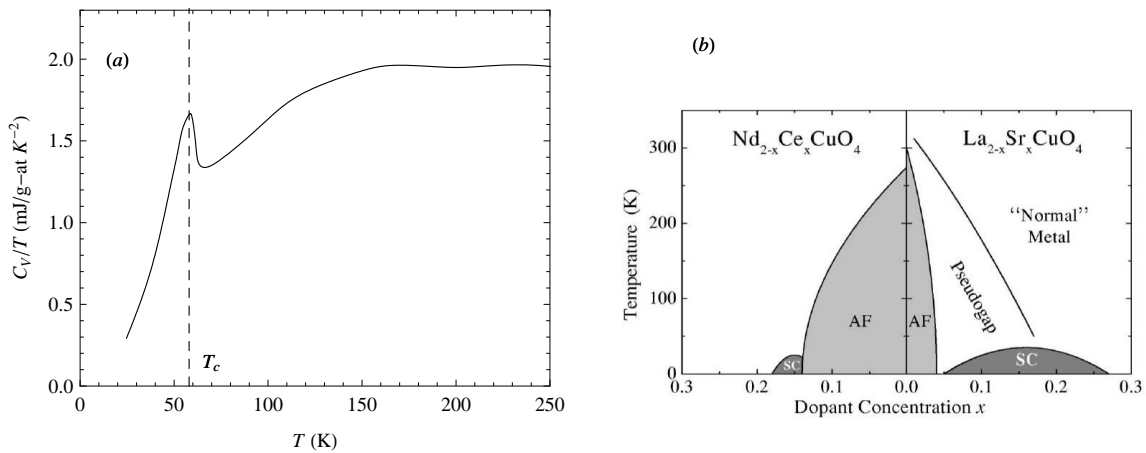 (a)
2.0
1.5
1.0
0.5
0.0
C_V/T (mJ/g−at K⁻²)
T_c
0 50 100 150 200 250
T (K)
(b)
Nd₂₋ₓCeₓCuO₄
La₂₋ₓSrₓCuO₄
300
200
100
0
Temperature (K)
"Normal"
Metal
Pseudogap
AF
AF
SC
SC
0.3 0.2 0.1 0.0 0.1 0.2 0.3
Dopant Concentration x